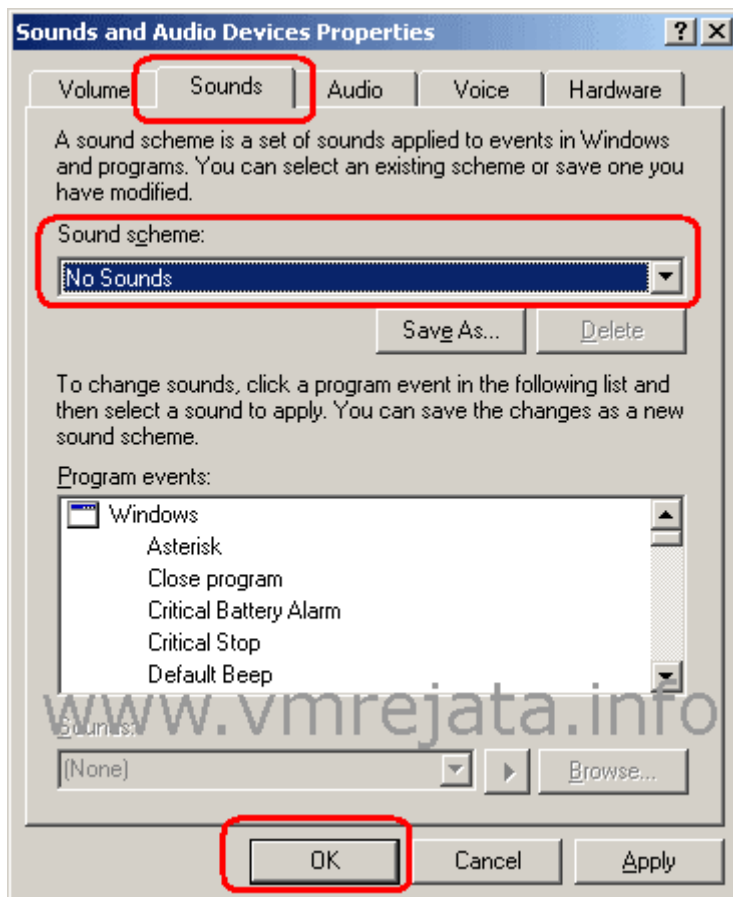 Sounds and Audio Devices Properties
Volume Sounds Audio Voice Hardware
A sound scheme is a set of sounds applied to events in Windows
and programs. You can select an existing scheme or save one you
have modified.
Sound scheme:
No Sounds
Save As... Delete
To change sounds, click a program event in the following list and
then select a sound to apply. You can save the changes as a new
sound scheme.
Program events:
Windows
Asterisk
Close program
Critical Battery Alarm
Critical Stop
Default Beep
www.vmrejata.info
Sounds:
(None) Browse...
OK Cancel Apply